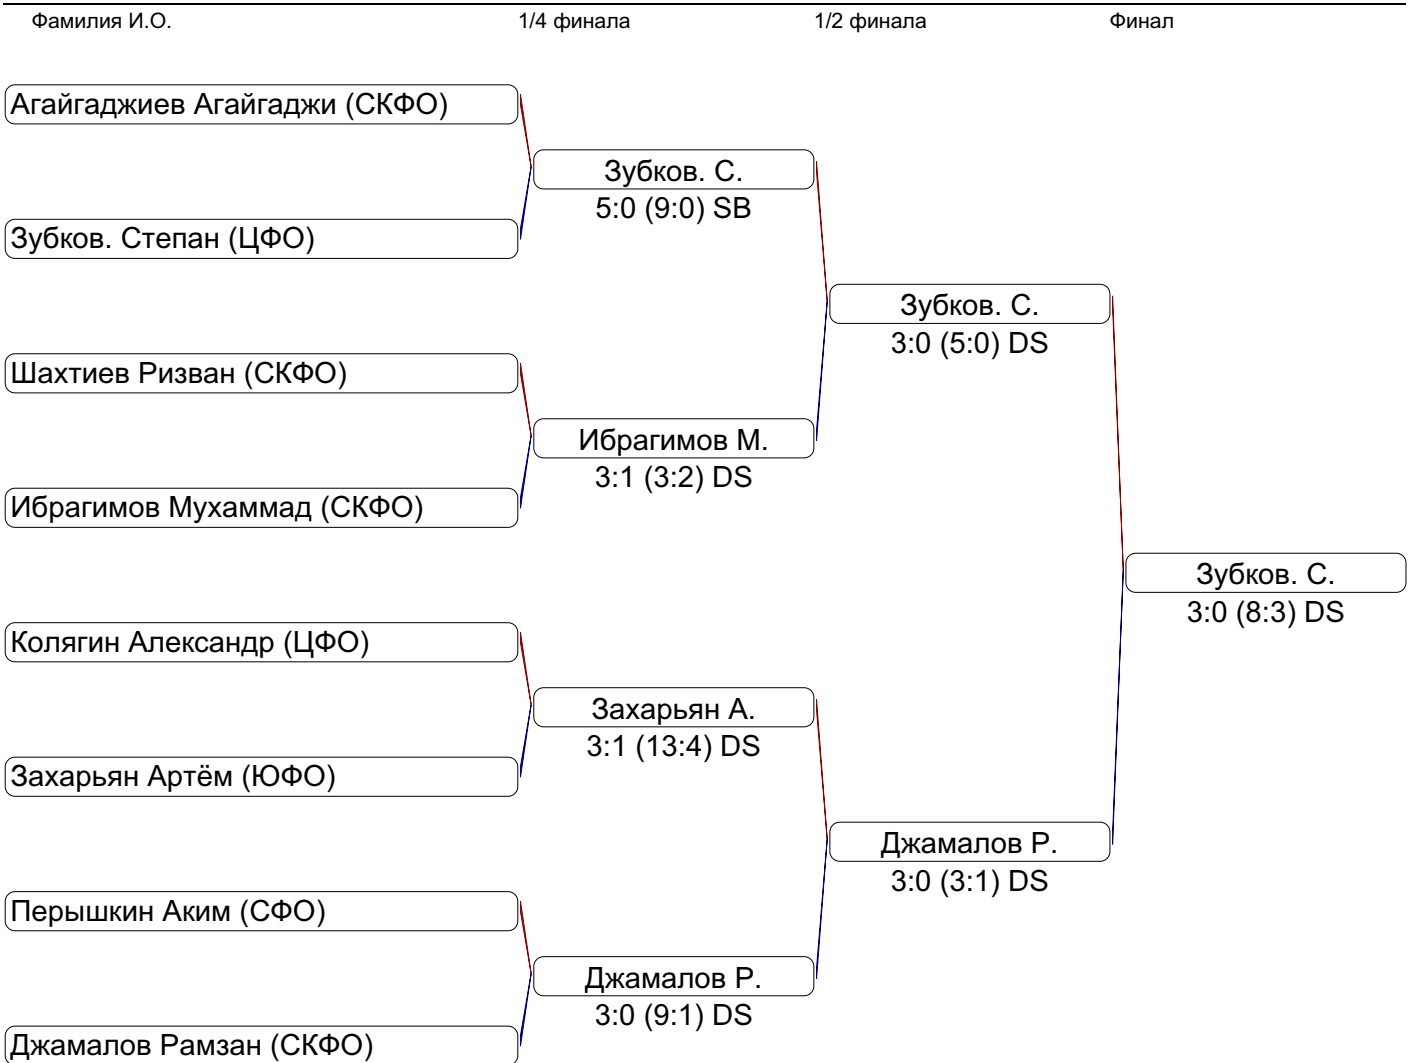 Фамилия И.О. 1/4 финала 1/2 финала Финал
Агайгаджиев Агайгаджи (СКФО)
Зубков. С.
5:0 (9:0) SB
Зубков. Степан (ЦФО)
Зубков. С.
3:0 (5:0) DS
Шахтиев Ризван (СКФО)
Ибрагимов М.
3:1 (3:2) DS
Ибрагимов Мухаммад (СКФО)
Зубков. С.
3:0 (8:3) DS
Колягин Александр (ЦФО)
Захарьян А.
3:1 (13:4) DS
Захарьян Артём (ЮФО)
Джамалов Р.
3:0 (3:1) DS
Перышкин Аким (СФО)
Джамалов Р.
3:0 (9:1) DS
Джамалов Рамзан (СКФО)